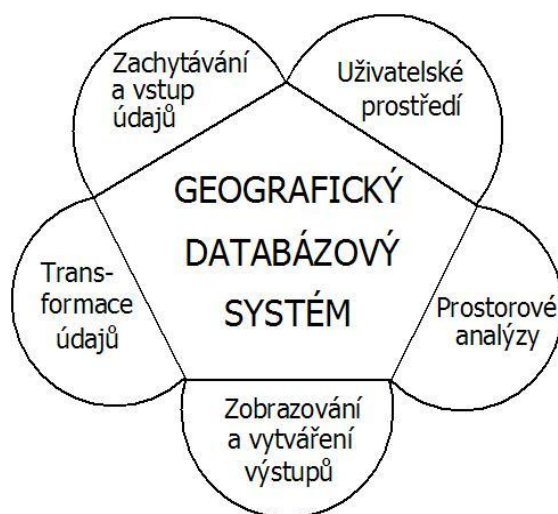 Zachytávání
a vstup
údajů
Uživatelské
prostředí
GEOGRAFICKÝ
DATABÁZOVÝ
SYSTÉM
Trans-
formace
údajů
Prostorové
analýzy
Zobrazování
a vytváření
výstupů